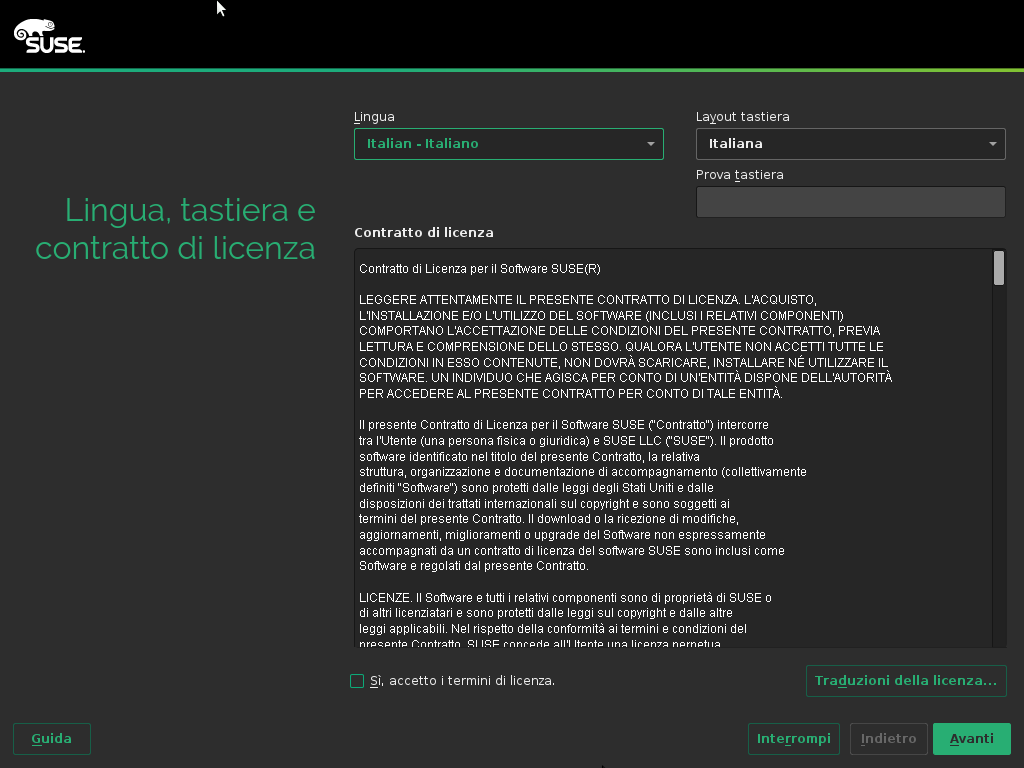 SUSE.
Lingua
Layout tastiera
Italian - Italiano
Italiana
Prova tastiera
Lingua, tastiera e
contratto di licenza
Contratto di licenza
Contratto di Licenza per il Software SUSE(R)
LEGGERE ATTENTAMENTE IL PRESENTE CONTRATTO DI LICENZA. L'ACQUISTO,
L'INSTALLAZIONE E/O L'UTILIZZO DEL SOFTWARE (INCLUSI I RELATIVI COMPONENTI)
COMPORTANO L'ACCETTAZIONE DELLE CONDIZIONI DEL PRESENTE CONTRATTO, PREVIA
LETTURA E COMPRENSIONE DELLO STESSO. QUALORA L'UTENTE NON ACCETTI TUTTE LE
CONDIZIONI IN ESSO CONTENUTE, NON DOVRÀ SCARICARE, INSTALLARE NÉ UTILIZZARE IL
SOFTWARE. UN INDIVIDUO CHE AGISCA PER CONTO DI UN'ENTITÀ DISPONE DELL'AUTORITÀ
PER ACCEDERE AL PRESENTE CONTRATTO PER CONTO DI TALE ENTITÀ.
Il presente Contratto di Licenza per il Software SUSE ("Contratto") intercorre
tra l'Utente (una persona fisica o giuridica) e SUSE LLC ("SUSE"). Il prodotto
software identificato nel titolo del presente Contratto, la relativa
struttura, organizzazione e documentazione di accompagnamento (collettivamente
definiti "Software") sono protetti dalle leggi degli Stati Uniti e dalle
disposizioni dei trattati internazionali sul copyright e sono soggetti ai
termini del presente Contratto. Il download o la ricezione di modifiche,
aggiornamenti, miglioramenti o upgrade del Software non espressamente
accompagnati da un contratto di licenza del software SUSE sono inclusi come
Software e regolati dal presente Contratto.
LICENZE. Il Software e tutti i relativi componenti sono di proprietà di SUSE o
di altri licenziatari e sono protetti dalle leggi sul copyright e dalle altre
leggi applicabili. Nel rispetto della conformità ai termini e condizioni del
presente Contratto, SUSE concede all'Utente una licenza perpetua,
Sì, accetto i termini di licenza.
Traduzioni della licenza...
Guida
Interrompi
Indietro
Avanti